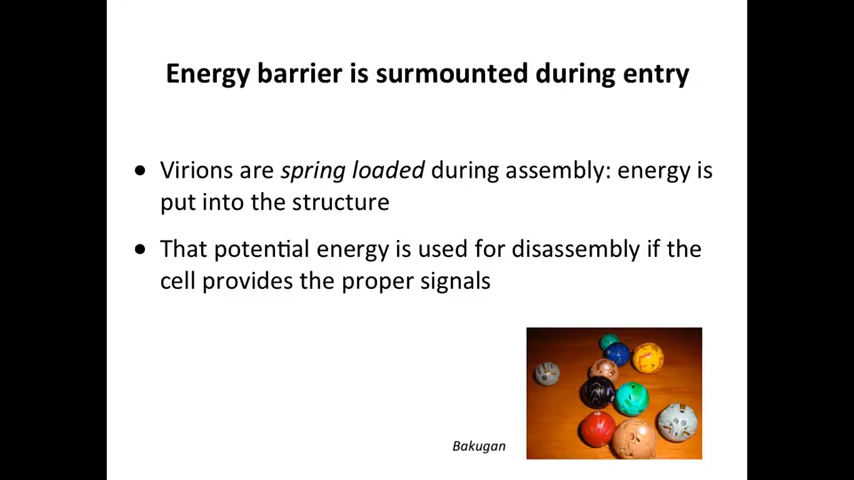 Energy barrier is surmounted during entry
● Virions are spring loaded during assembly: energy is
put into the structure
● That potential energy is used for disassembly if the
cell provides the proper signals
Bakugan